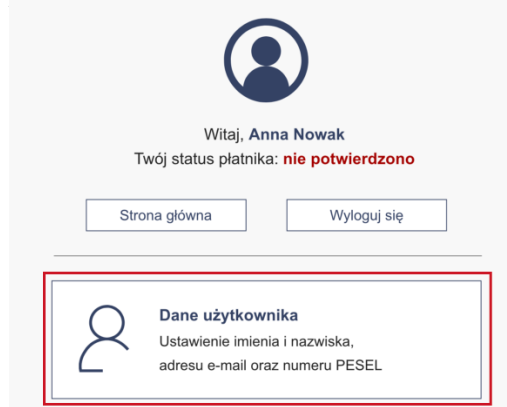 Witaj, Anna Nowak
Twój status płatnika: nie potwierdzono
Strona główna
Wyloguj się
Dane użytkownika
Ustawienie imienia i nazwiska,
adresu e-mail oraz numeru PESEL